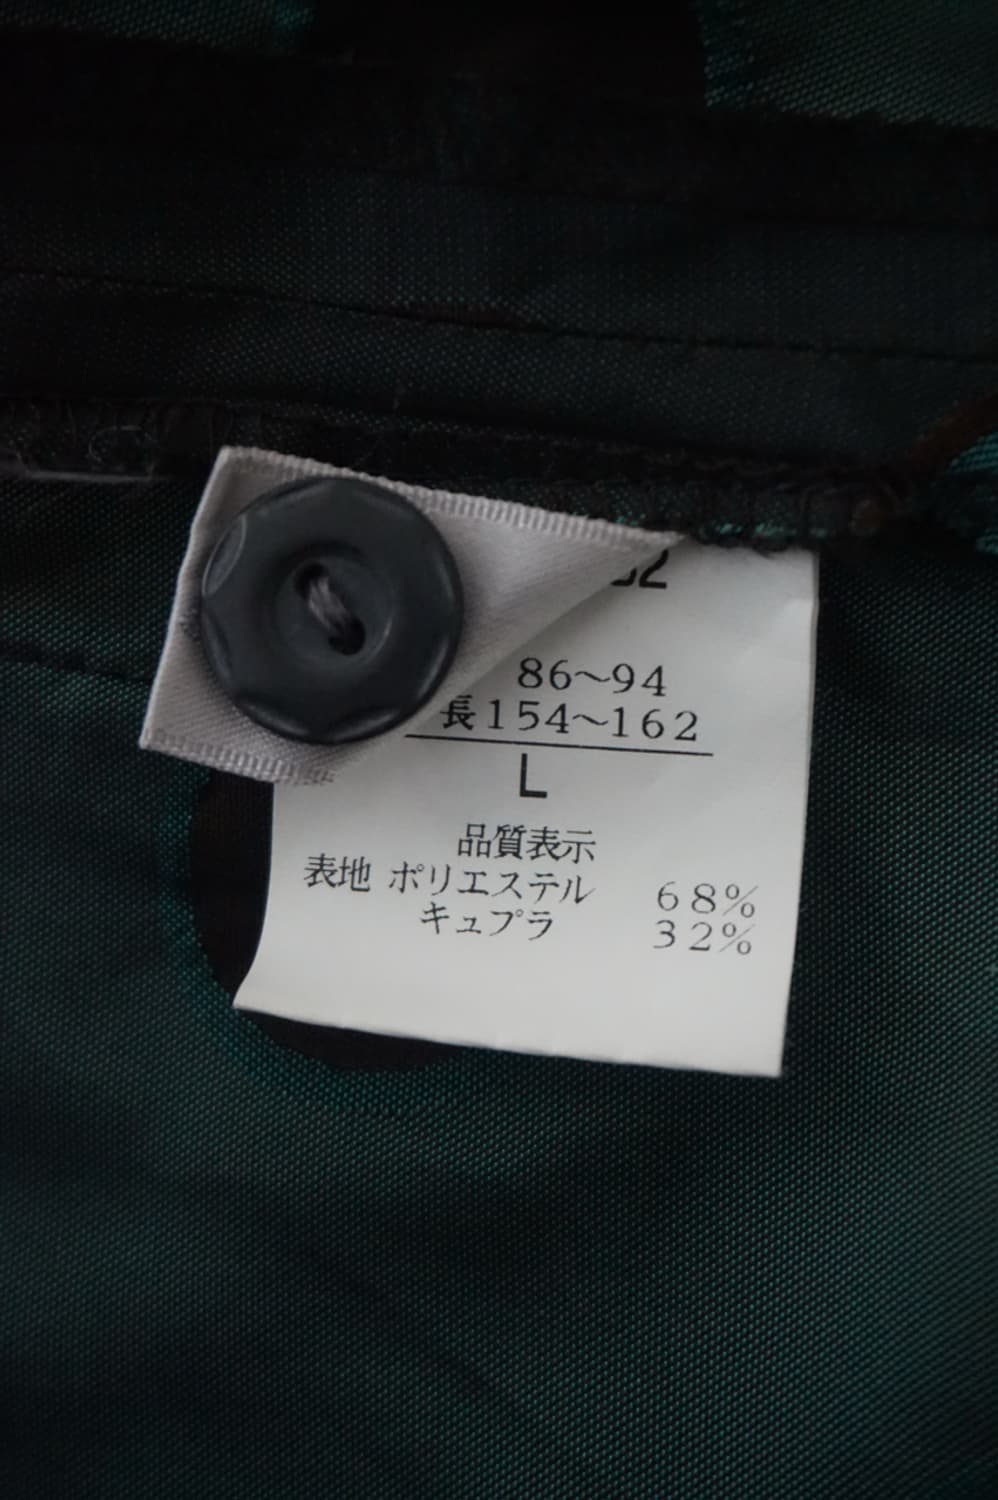 86～94
長154～162
L
品質表示
表地 ポリエステル 68%
キュプラ 32%